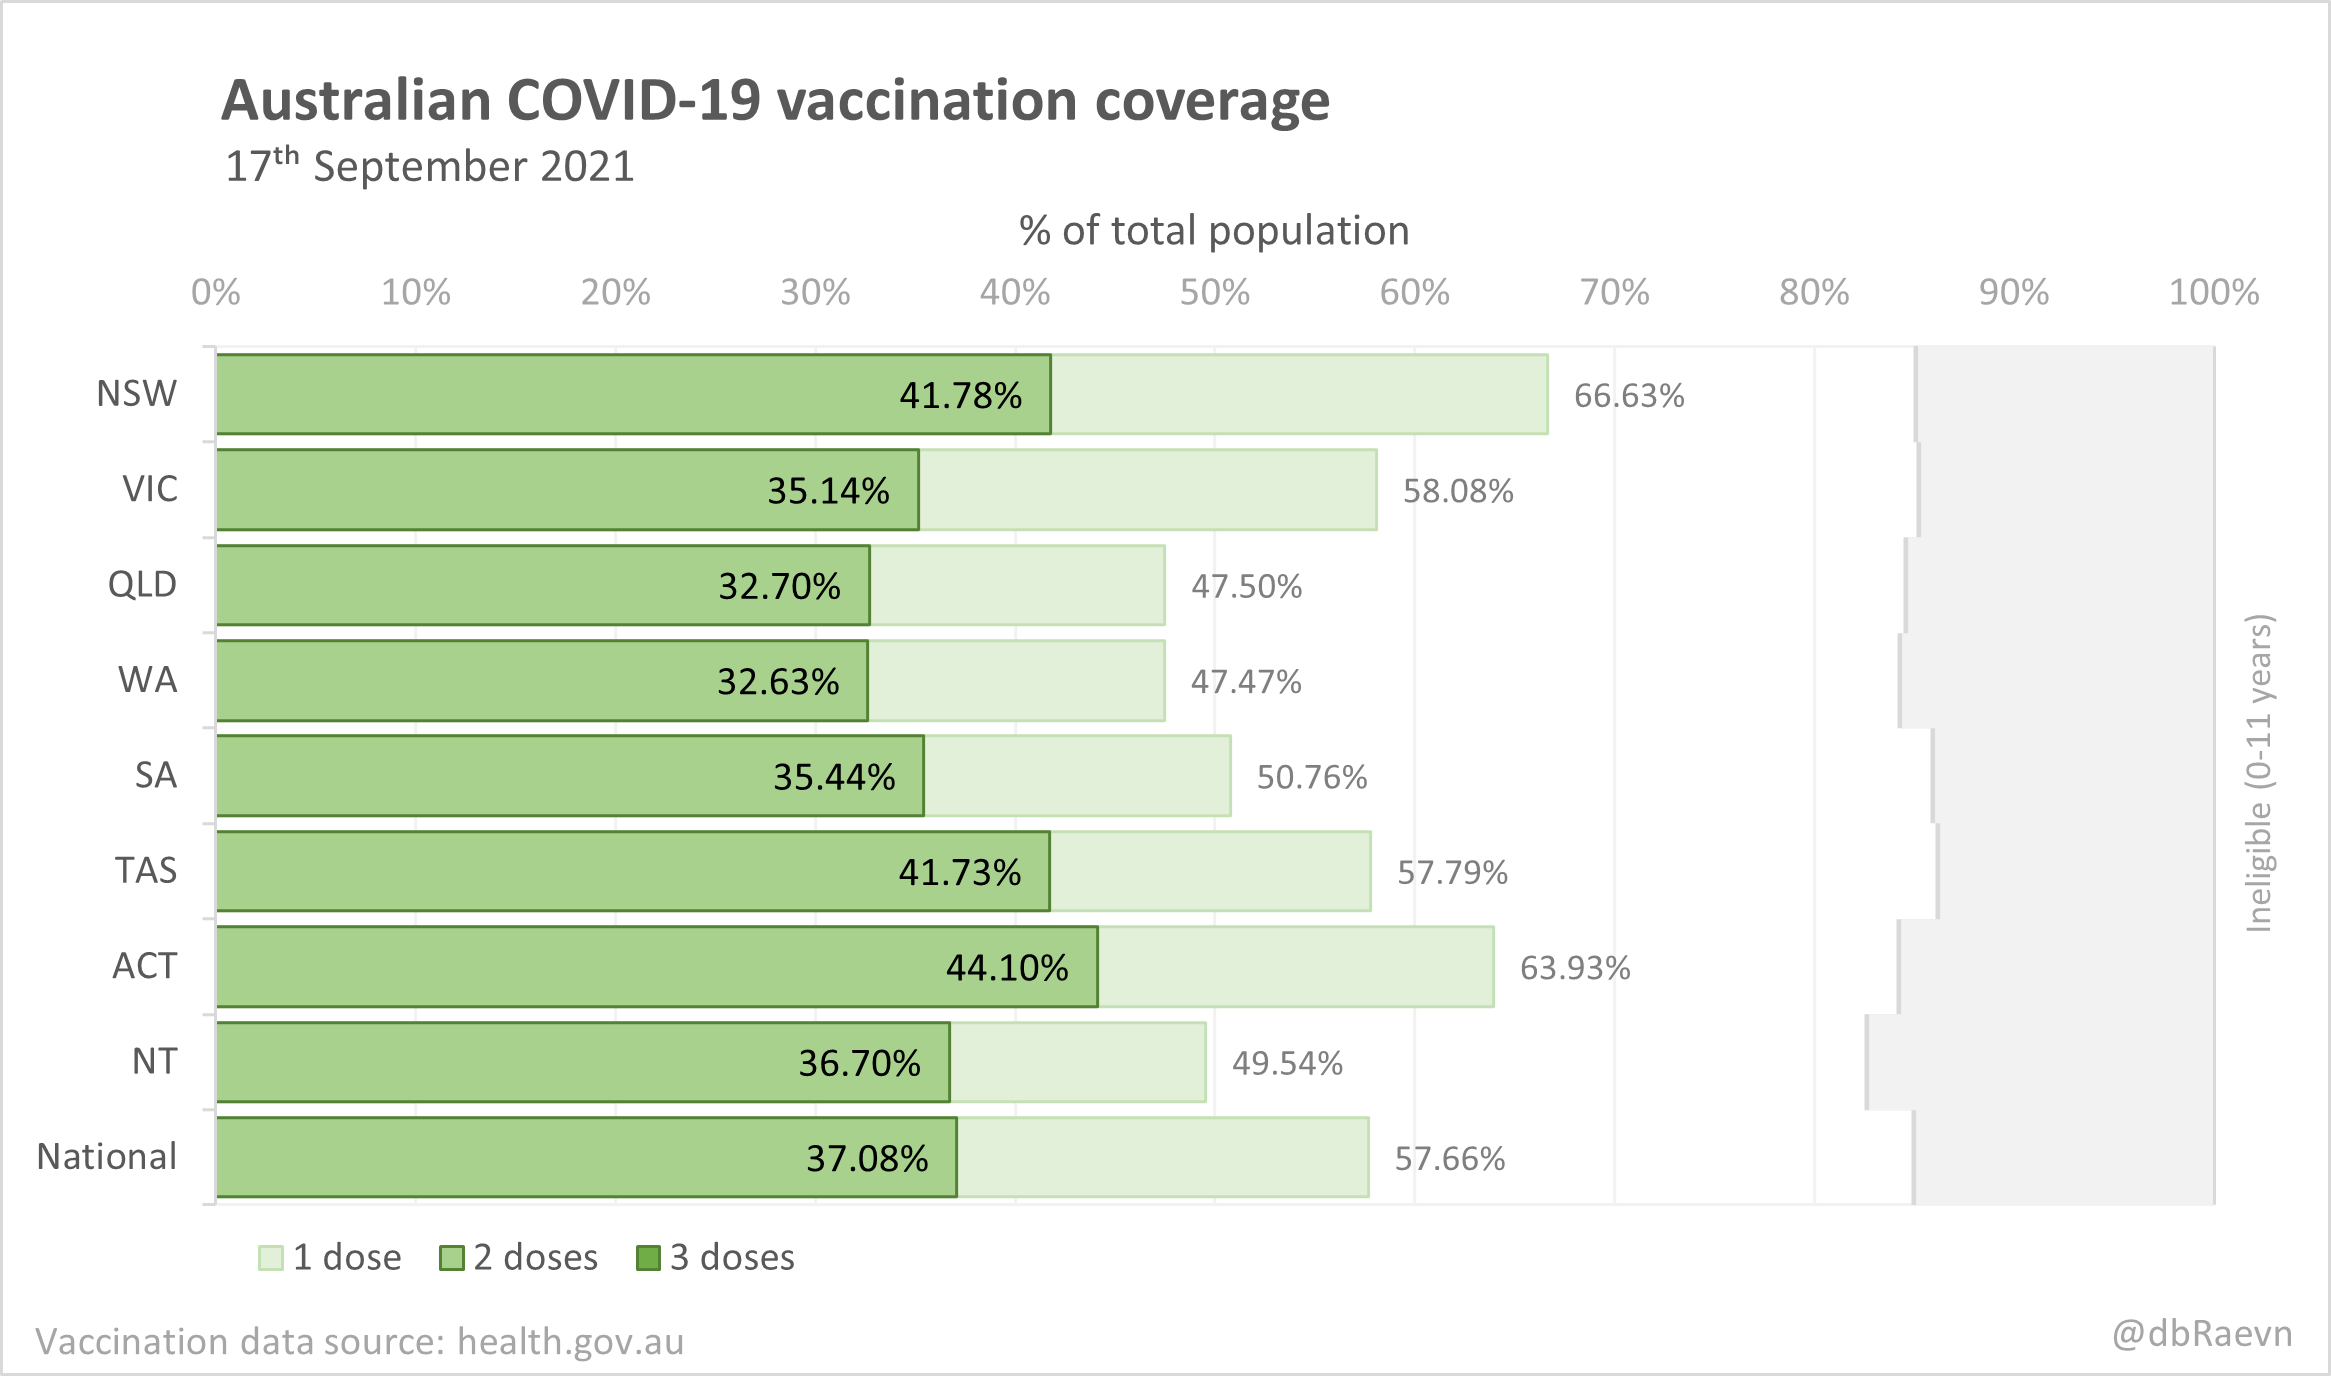 Australian COVID-19 vaccination coverage
17th September 2021
% of total population
0% 10% 20% 30% 40% 50% 60% 70% 80% 90% 100%
NSW 41.78% 66.63%
VIC 35.14% 58.08%
QLD 32.70% 47.50%
WA 32.63% 47.47%
SA 35.44% 50.76%
TAS 41.73% 57.79%
ACT 44.10% 63.93%
NT 36.70% 49.54%
National 37.08% 57.66%
Ineligible (0-11 years)
1 dose 2 doses 3 doses
Vaccination data source: health.gov.au
@dbRaevn